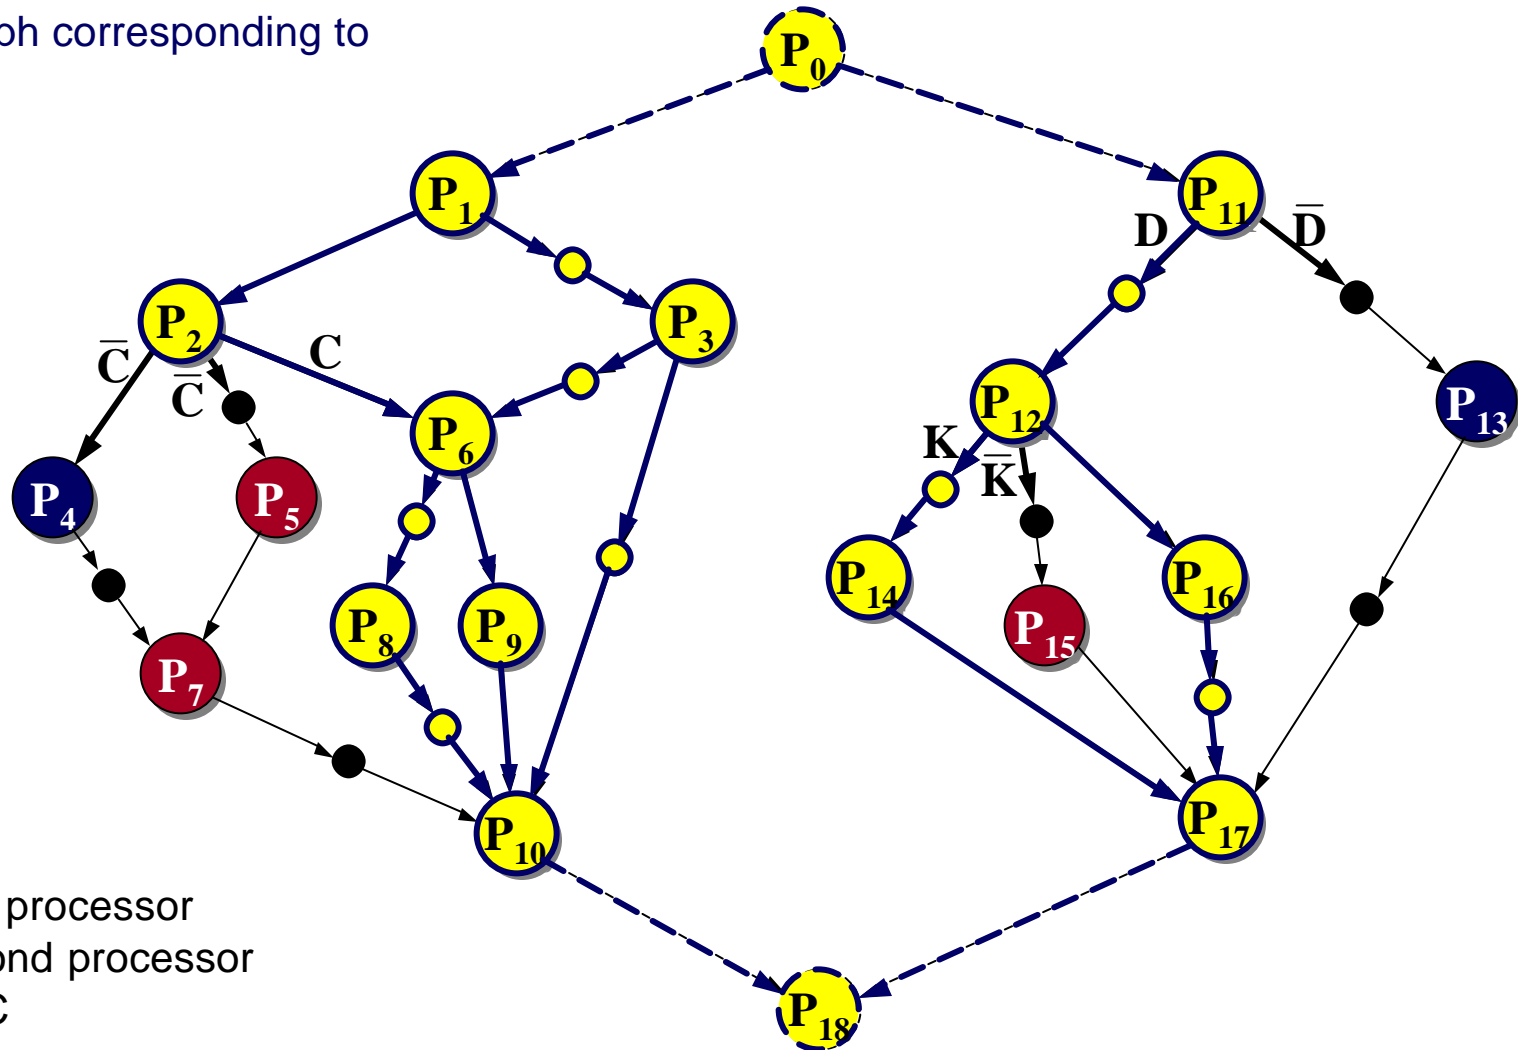 ph corresponding to
P0
P1
P11
D
D̅
P2
P3
C̅
C
C̅
P12
P13
P6
K
K̅
P4
P5
P14
P16
P8
P9
P15
P7
P10
P17
processor
ond processor
C
P18